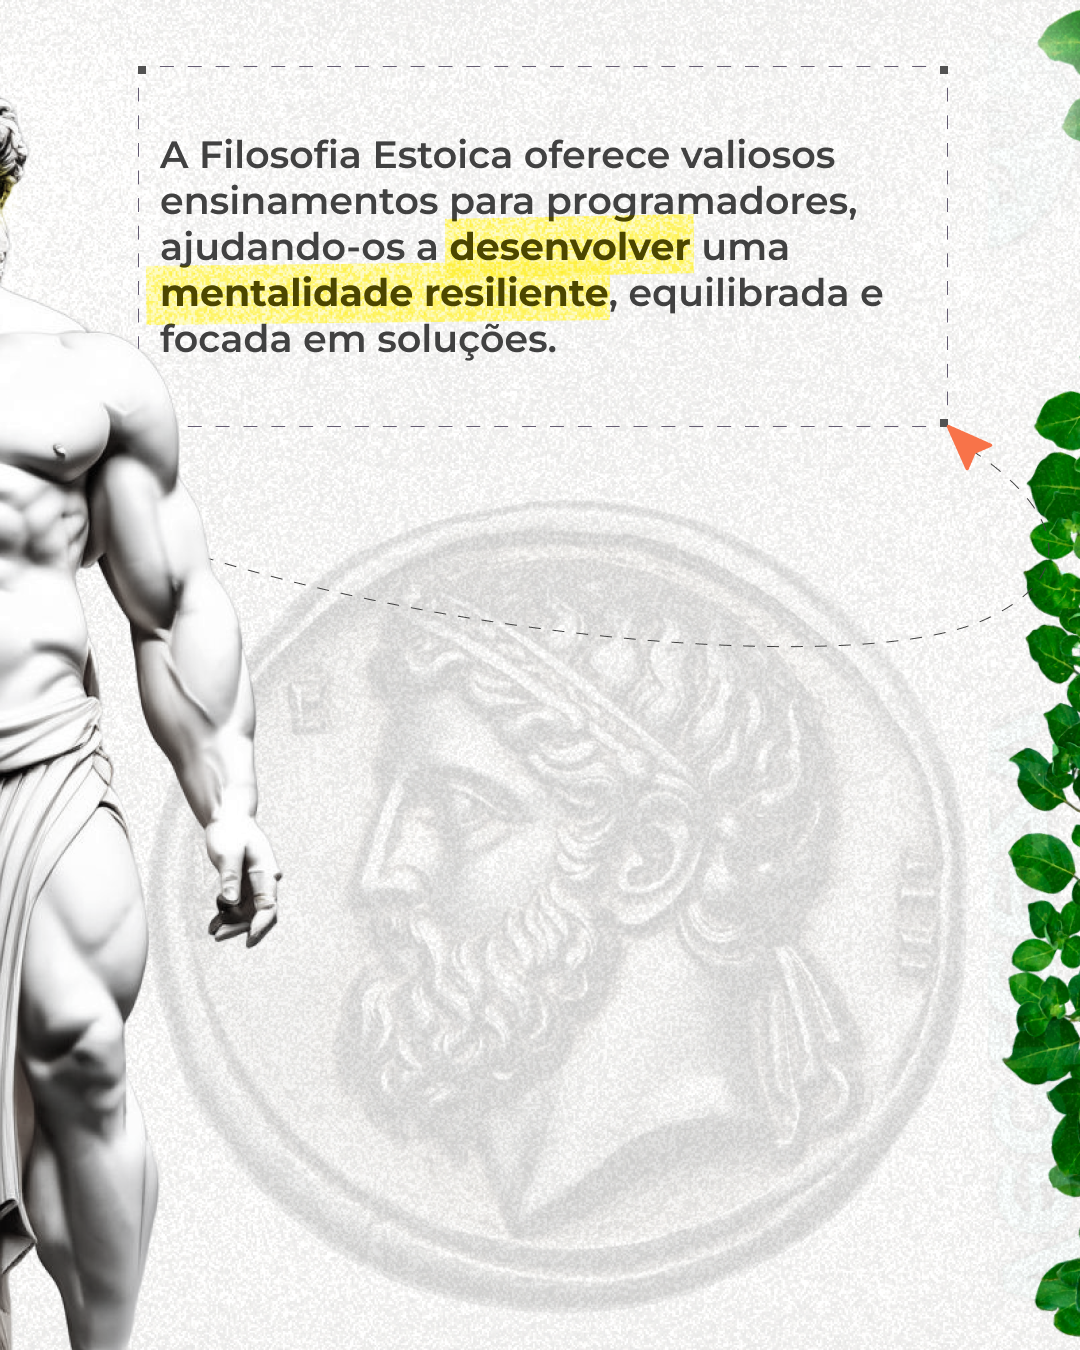 A Filosofia Estoica oferece valiosos
ensinamentos para programadores,
ajudando-os a desenvolver uma
mentalidade resiliente, equilibrada e
focada em soluções.